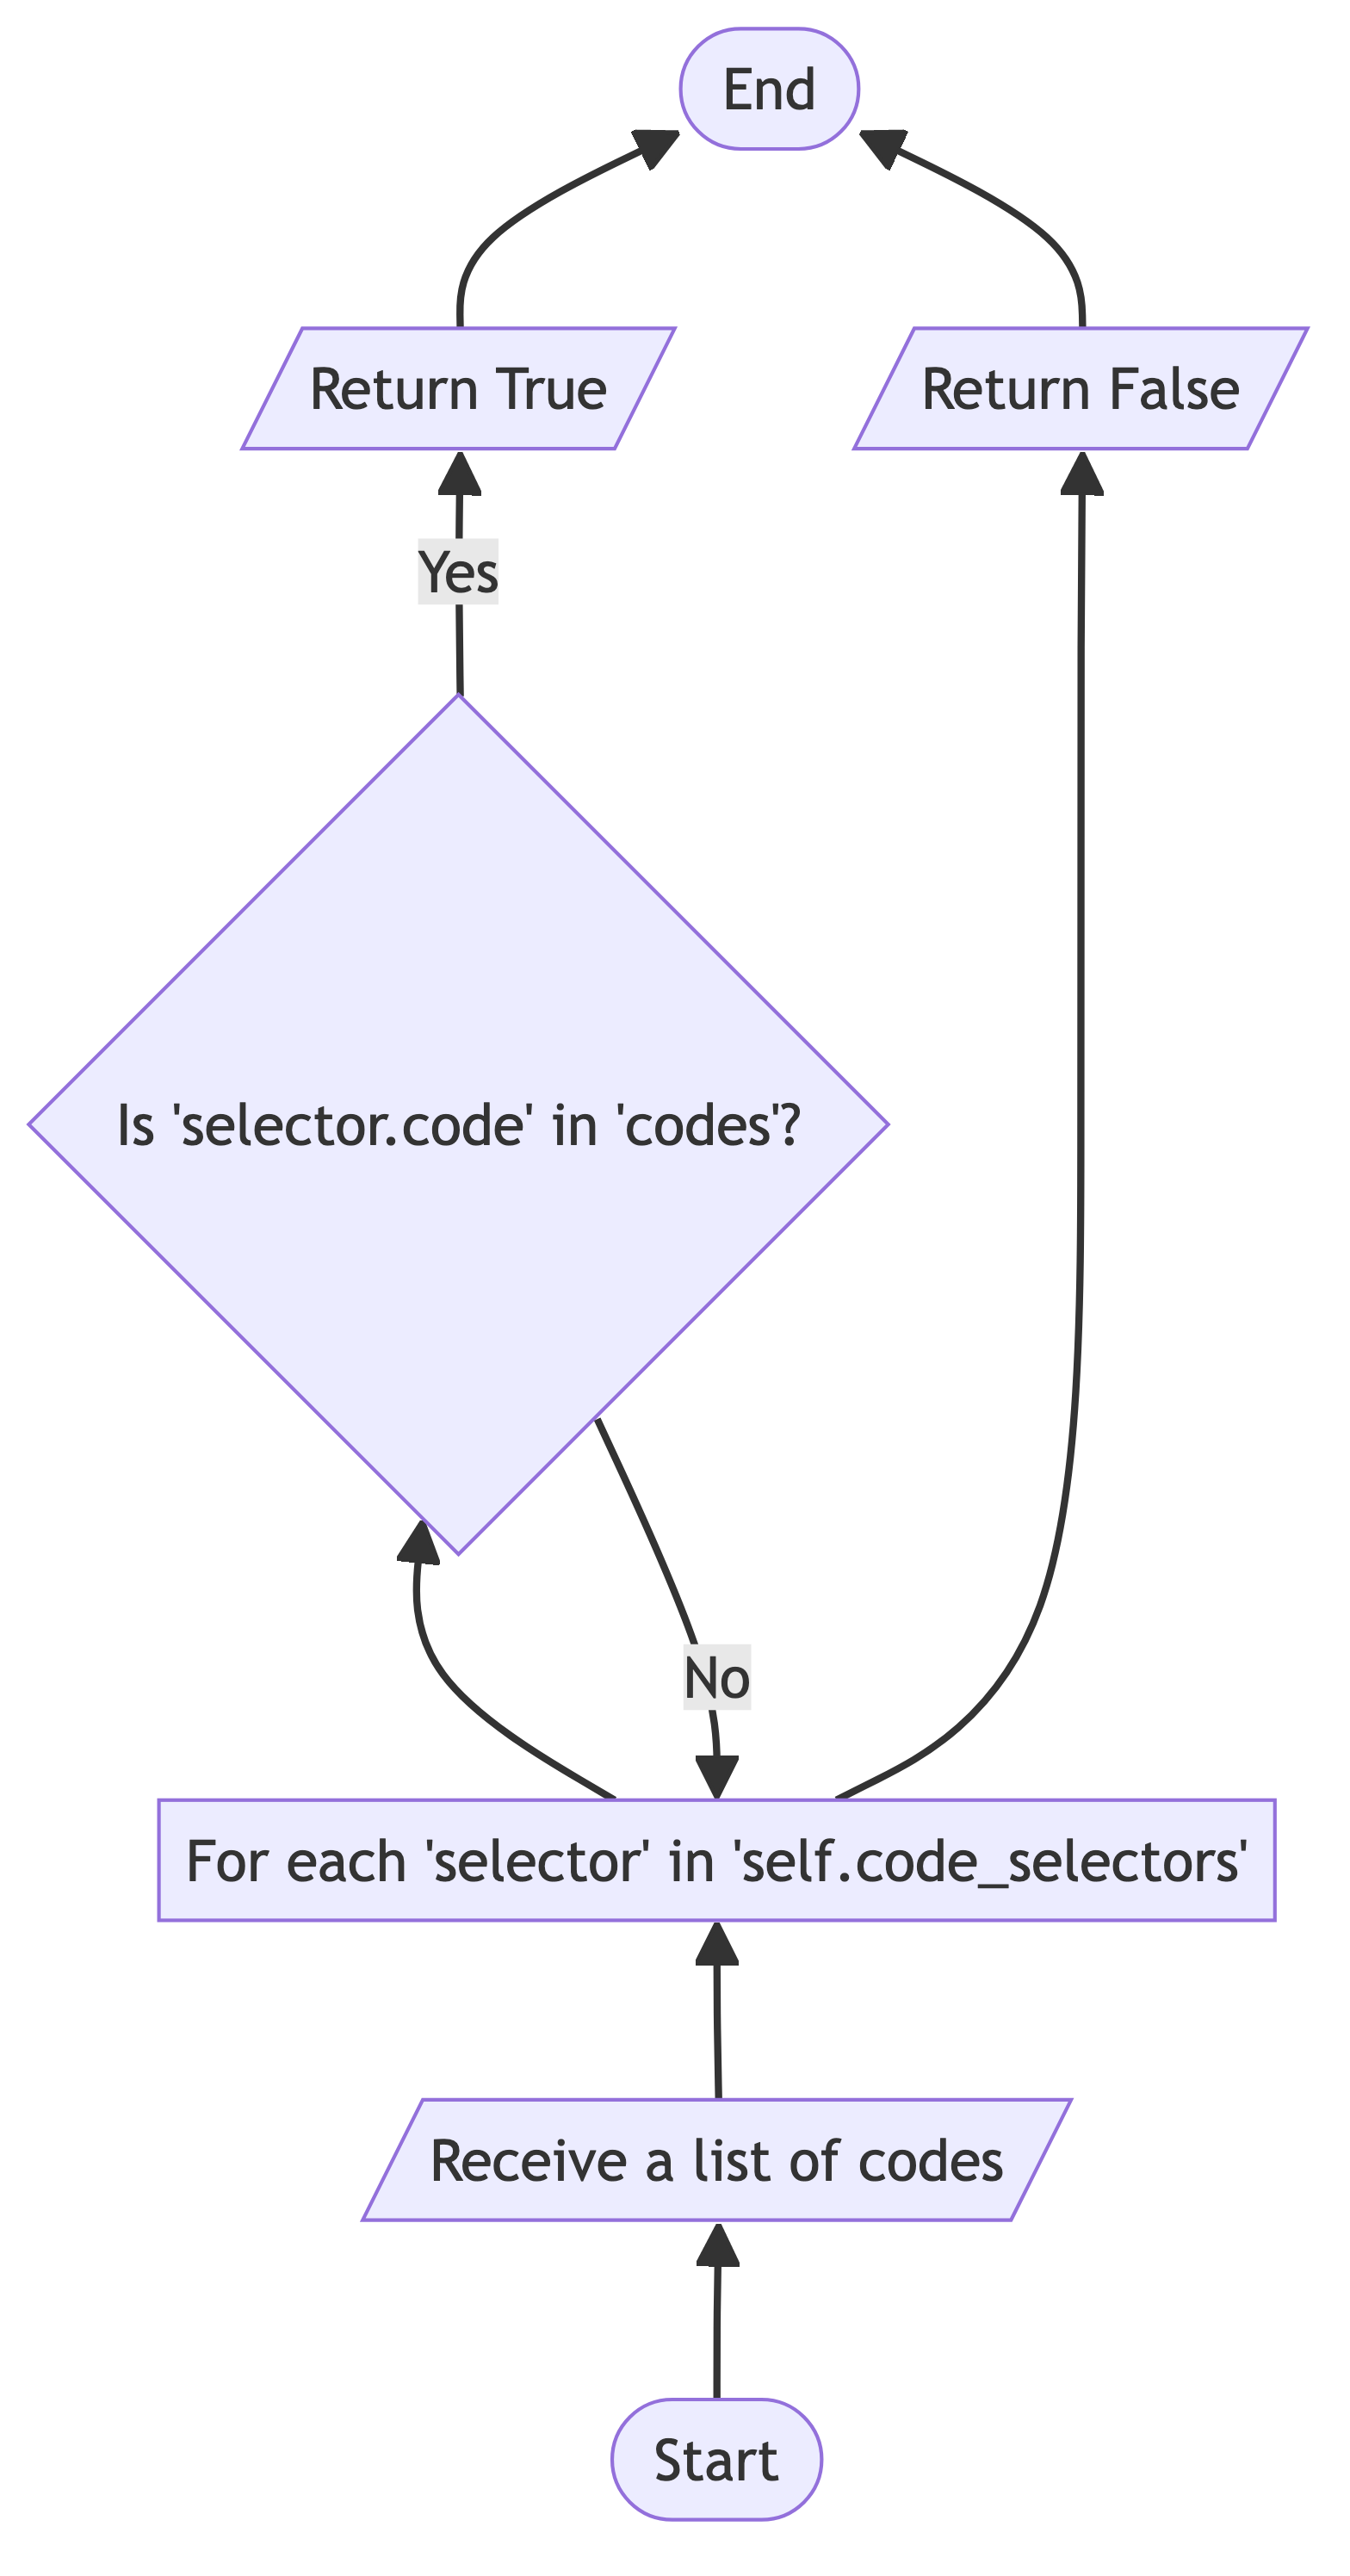 End
Return True
Return False
Yes
Is 'selector.code' in 'codes'?
No
For each 'selector' in 'self.code_selectors'
Receive a list of codes
Start